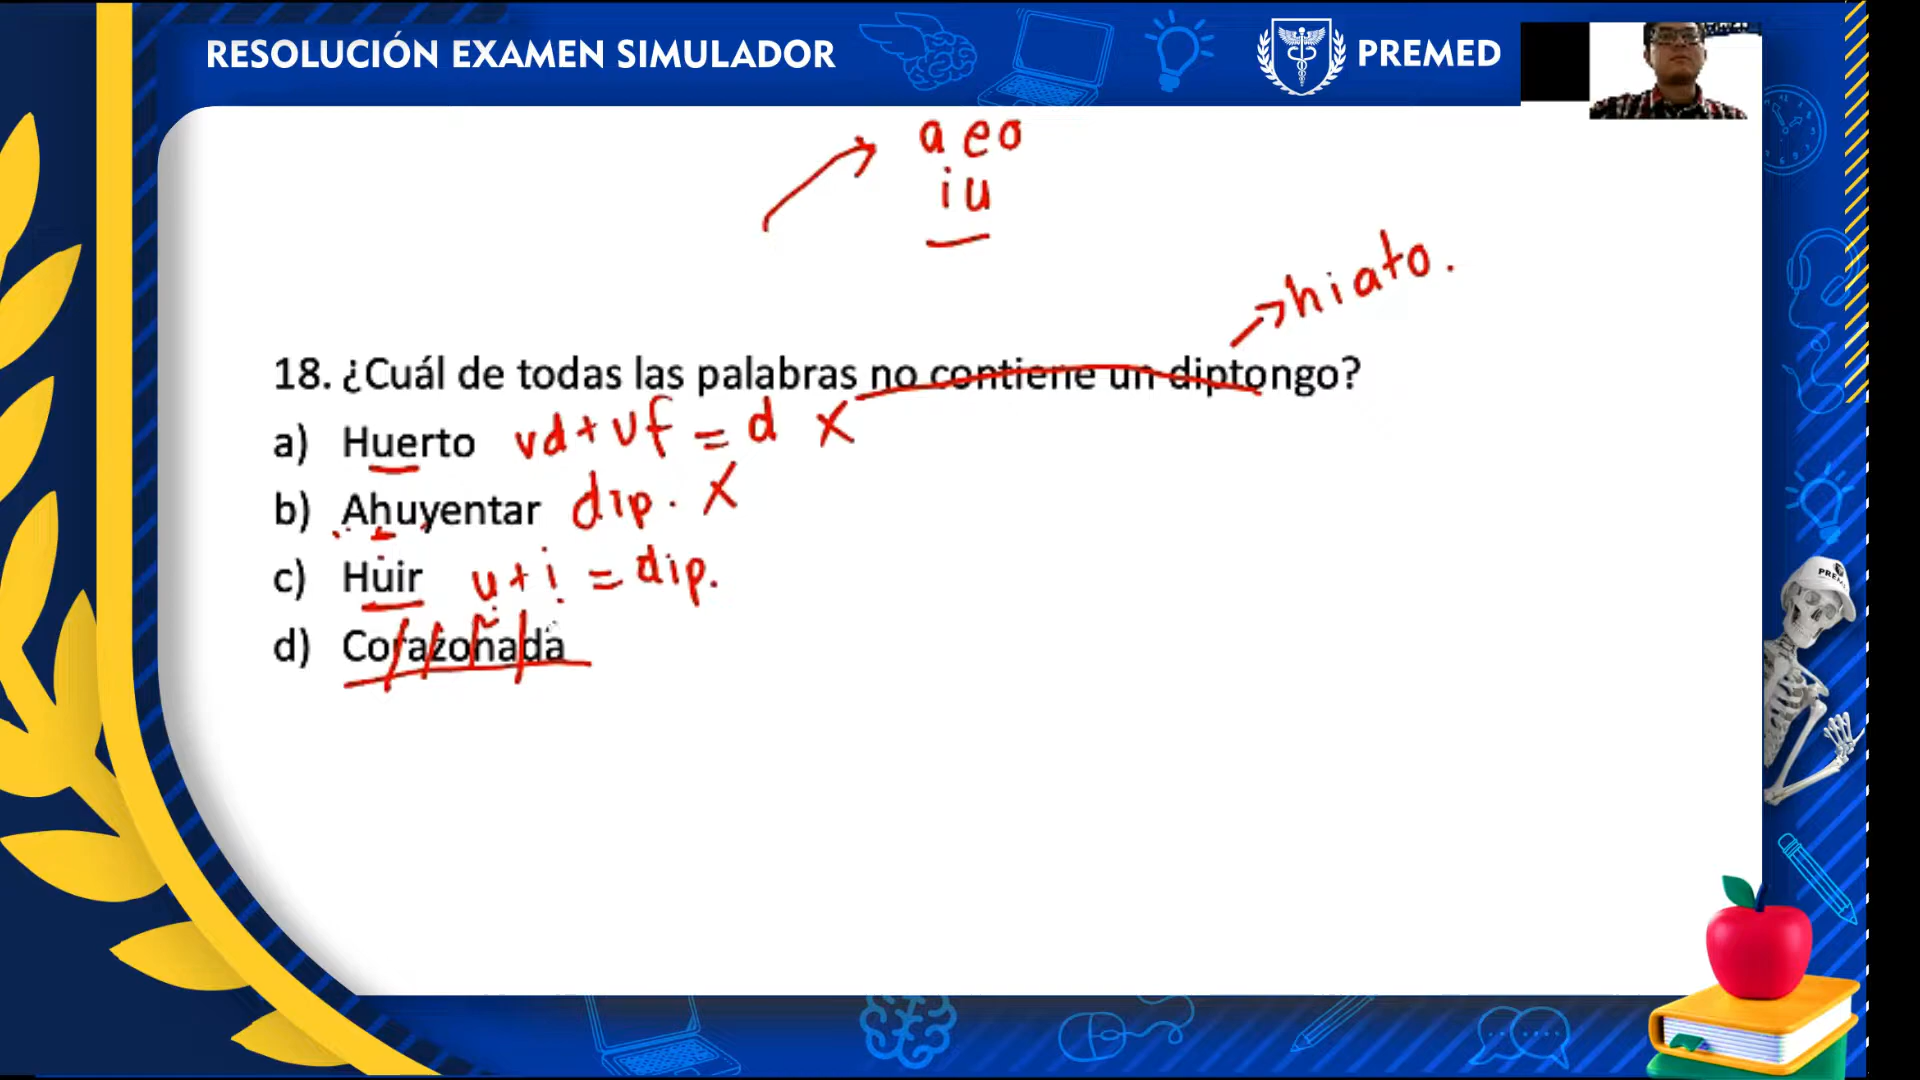 RESOLUCIÓN EXAMEN SIMULADOR
PREMED
a e o
i u
hiato.
18. ¿Cuál de todas las palabras no contiene un diptongo?
a) Huerto vd + vf = d X
b) Ahuyentar dip. X
c) Huir u + i = dip.
d) Corazonada